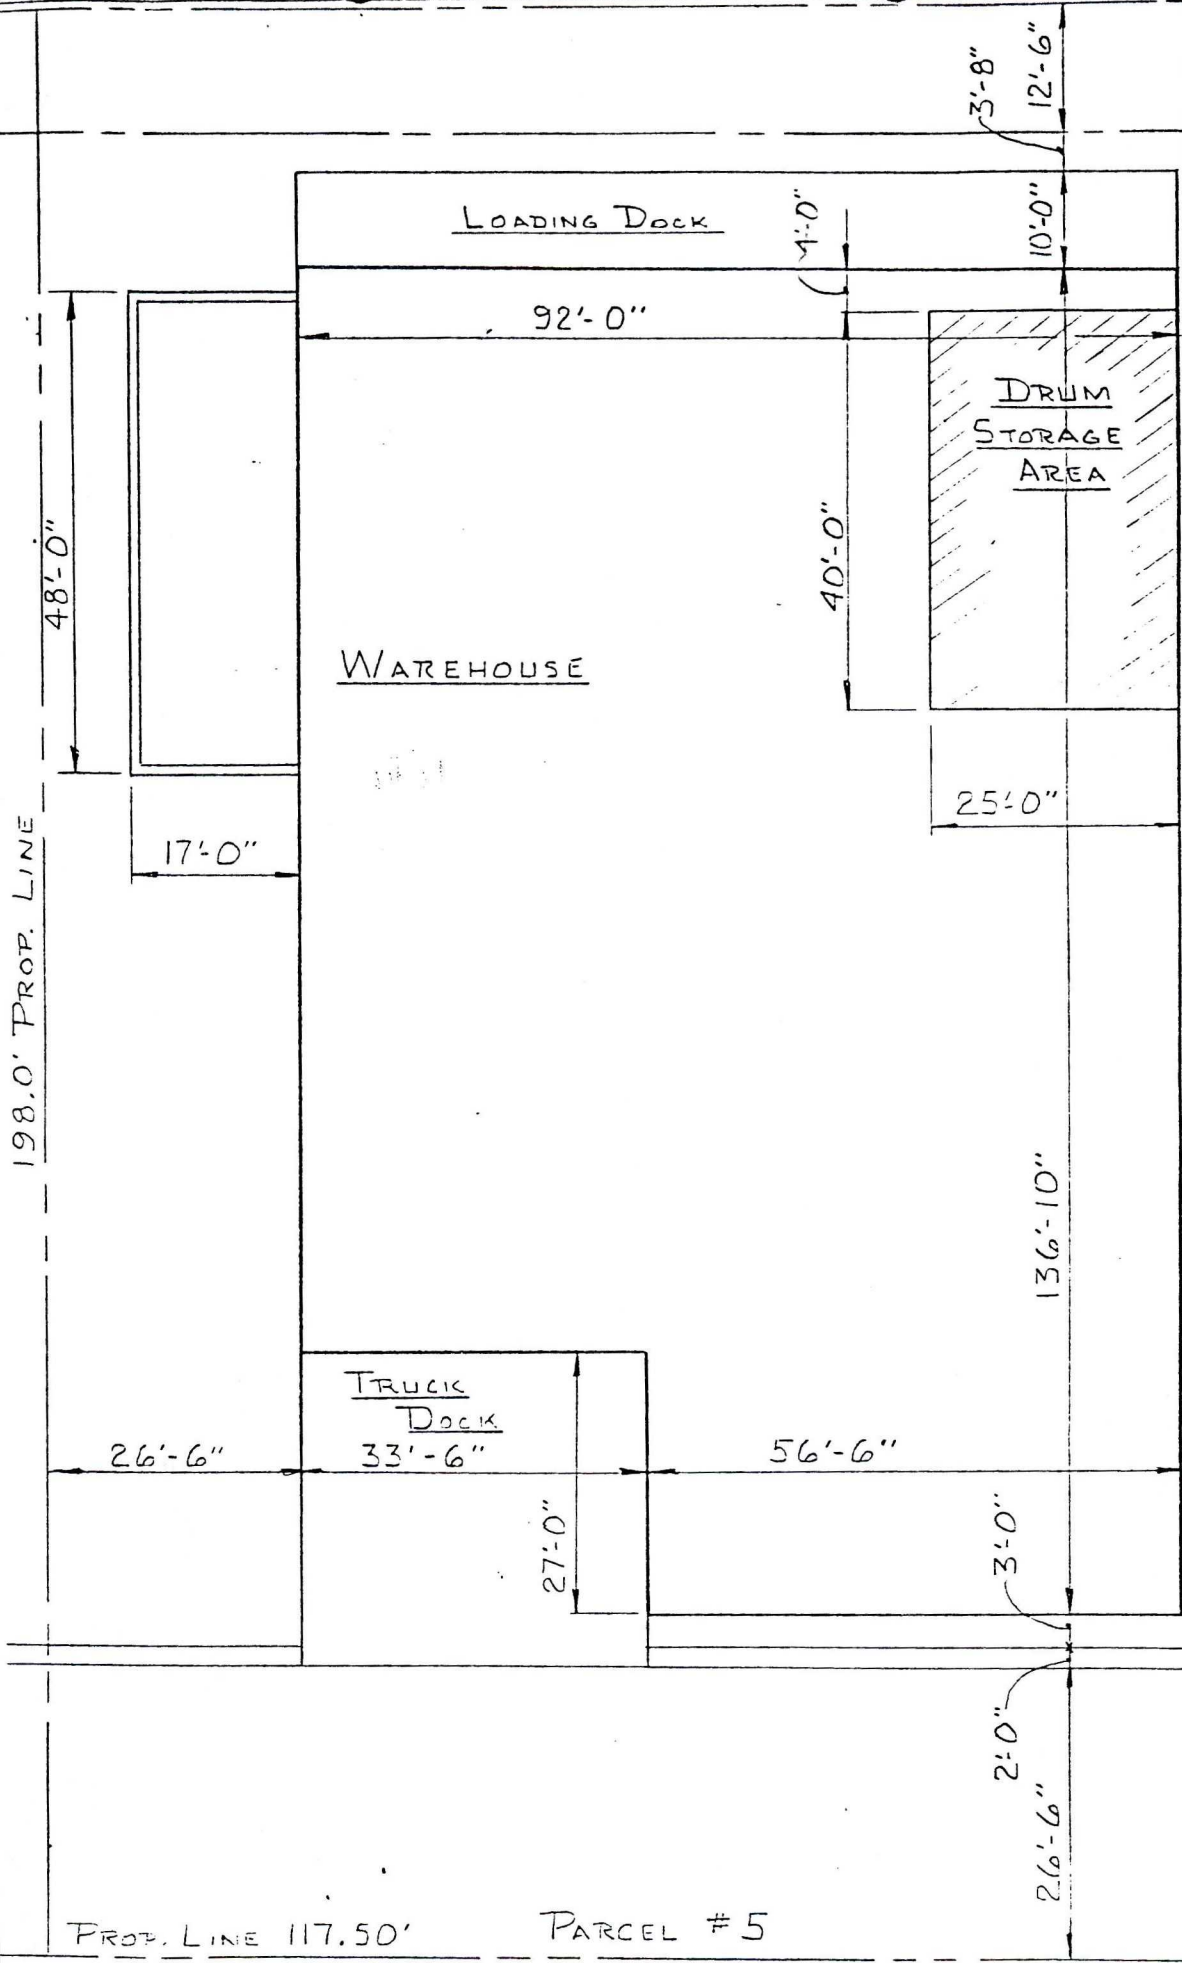 12'-6"
3'-8"
LOADING DOCK
4'-0"
10'-0"
92'-0"
DRUM
STORAGE
AREA
48'-0"
40'-0"
WAREHOUSE
25'-0"
17'-0"
198.0' PROP. LINE
136'-10"
TRUCK
DOCK
26'-6"
33'-6"
56'-6"
27'-0"
3'-0"
2'-0"
26'-6"
PROP. LINE 117.50'
PARCEL #5